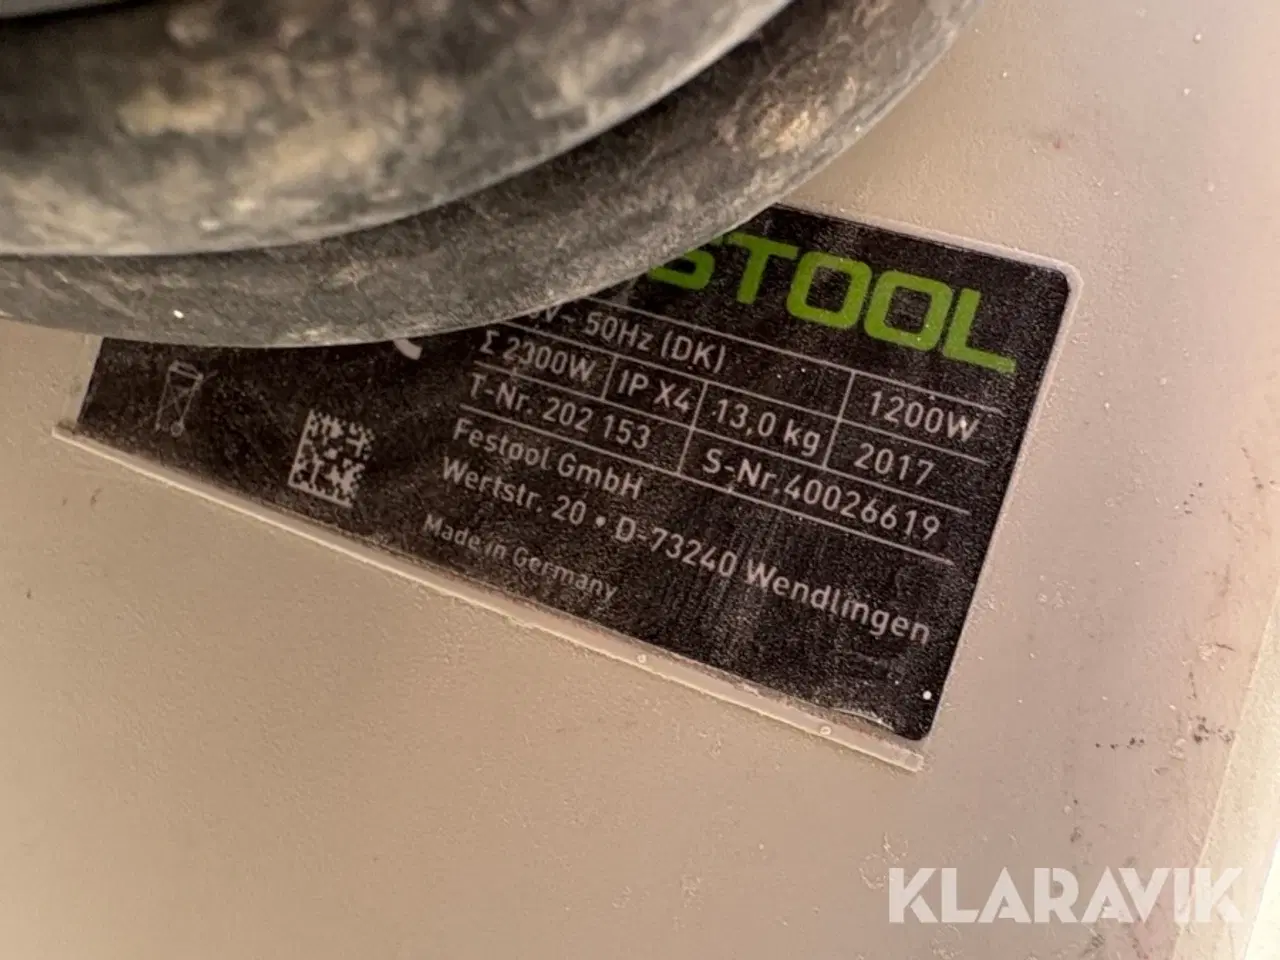 STOOL
V~ 50Hz (DK) 1200W
Σ 2300W IP X4 13,0 kg 2017
T-Nr. 202 153 S-Nr.40026619
Festool GmbH
Wertstr. 20 • D-73240 Wendlingen
Made in Germany
KLARAVIK